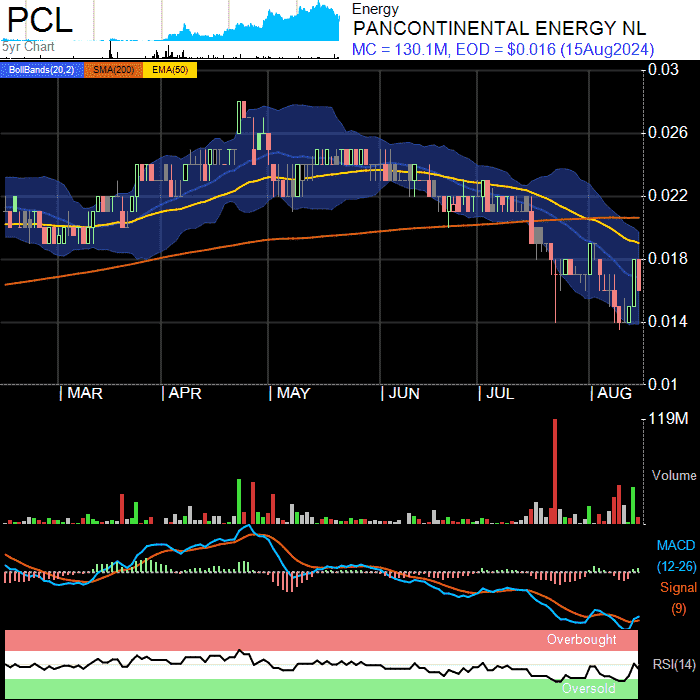 PCL
5yr Chart
Energy
PANCONTINENTAL ENERGY NL
MC = 130.1M, EOD = $0.016 (15Aug2024)
BollBands(20,2) SMA(200) EMA(50)
0.03
0.026
0.022
0.018
0.014
0.01
| MAR | APR | MAY | JUN | JUL | AUG
119M
Volume
MACD
(12-26)
Signal
(9)
Overbought
RSI(14)
Oversold